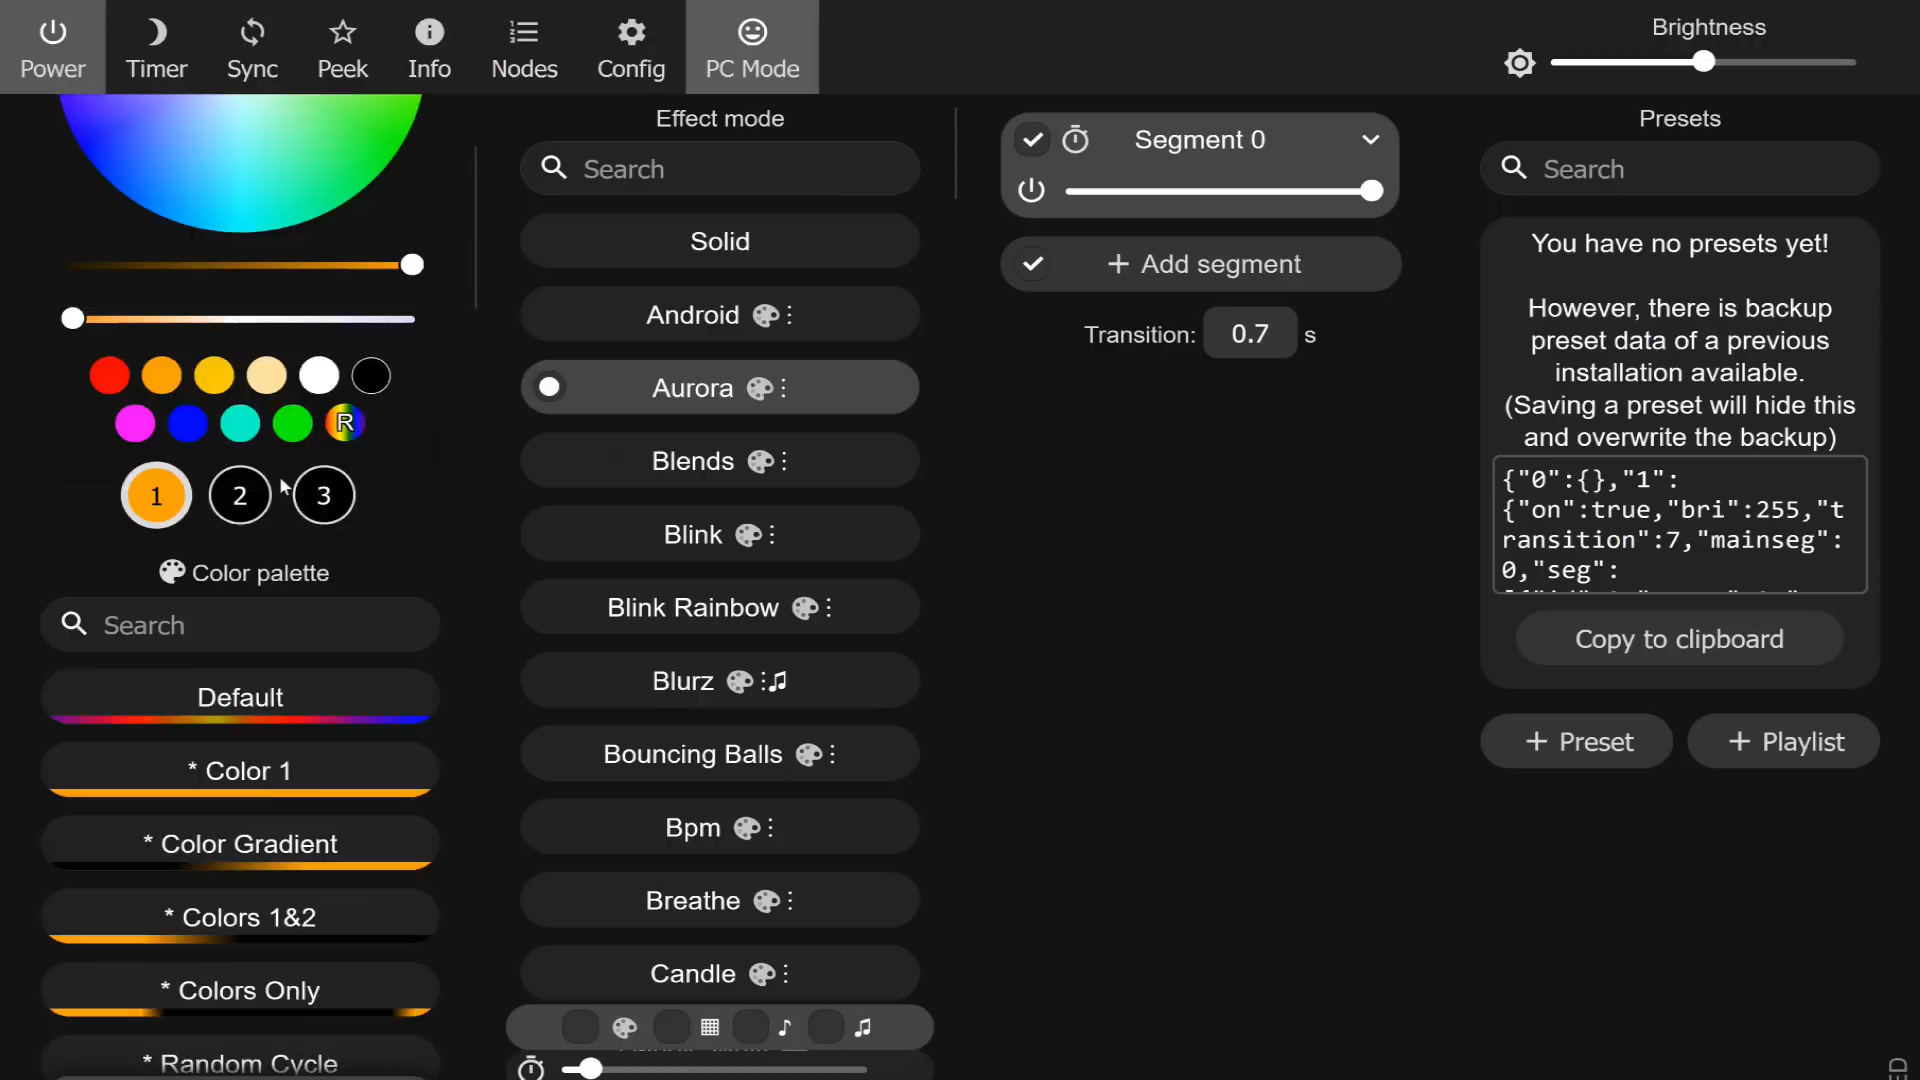 Power
Timer
Sync
Peek
Info
Nodes
Config
PC Mode
Brightness
R
1
2
3
Color palette
Search
Default
* Color 1
* Color Gradient
* Colors 1&2
* Colors Only
* Random Cycle
Effect mode
Search
Solid
Android
Aurora
Blends
Blink
Blink Rainbow
Blurz
Bouncing Balls
Bpm
Breathe
Candle
Segment 0
+ Add segment
Transition: 0.7 s
Presets
Search
You have no presets yet!
However, there is backup
preset data of a previous
installation available.
(Saving a preset will hide this
and overwrite the backup)
{"0":{},"1":
{"on":true,"bri":255,"t
ransition":7,"mainseg":
0,"seg":
Copy to clipboard
+ Preset
+ Playlist